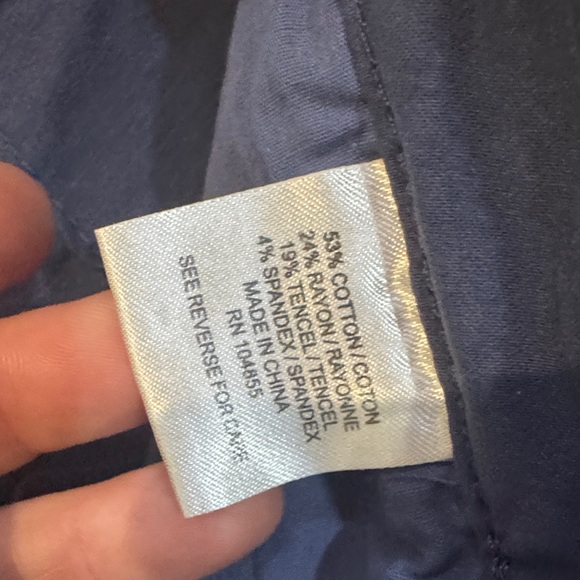 53% COTTON / COTON
24% RAYON / RAYONNE
19% TENCEL / TENCEL
4% SPANDEX / SPANDEX
MADE IN CHINA
RN 104855
SEE REVERSE FOR CARE